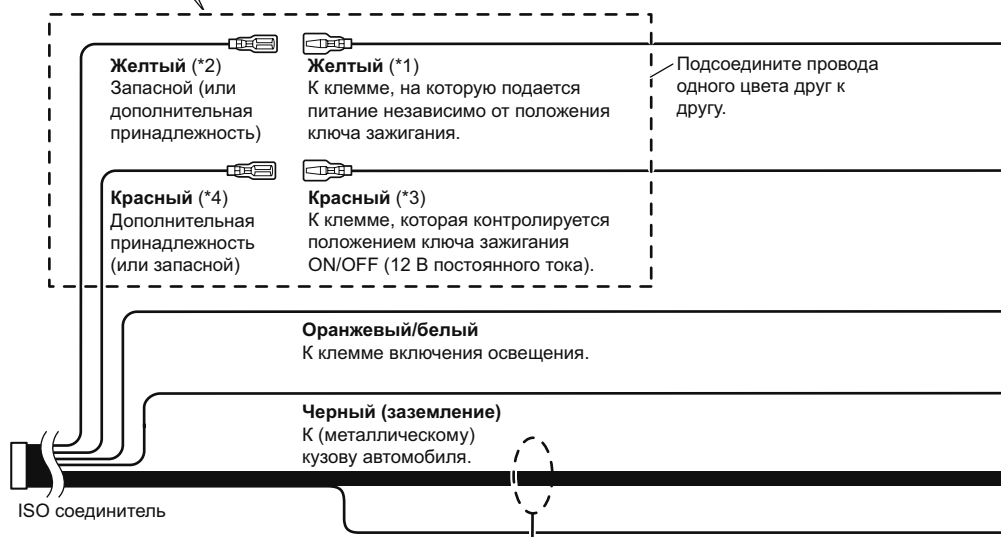 Желтый (*2)
Запасной (или
дополнительная
принадлежность)
Желтый (*1)
К клемме, на которую подается
питание независимо от положения
ключа зажигания.
Подсоедините провода
одного цвета друг к
другу.
Красный (*4)
Дополнительная
принадлежность
(или запасной)
Красный (*3)
К клемме, которая контролируется
положением ключа зажигания
ON/OFF (12 В постоянного тока).
Оранжевый/белый
К клемме включения освещения.
Черный (заземление)
К (металлическому)
кузову автомобиля.
ISO соединитель